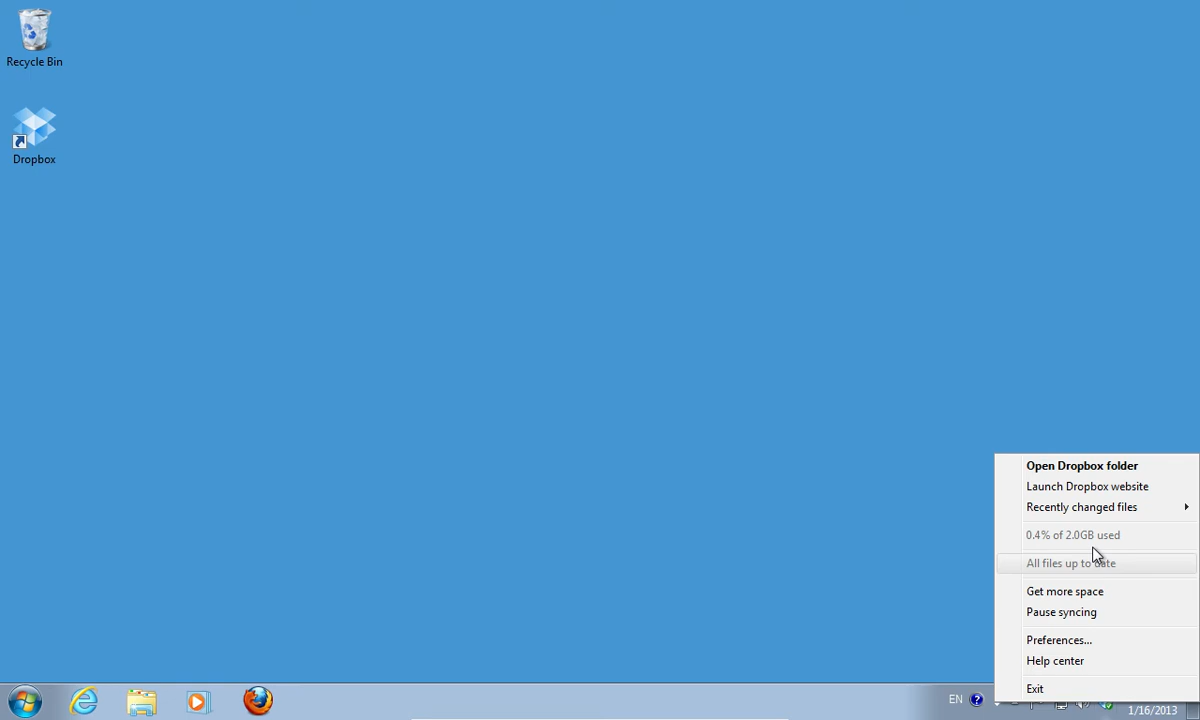 Recycle Bin
Dropbox
Open Dropbox folder
Launch Dropbox website
Recently changed files
0.4% of 2.0GB used
All files up to date
Get more space
Pause syncing
Preferences...
Help center
Exit
EN
1/16/2013